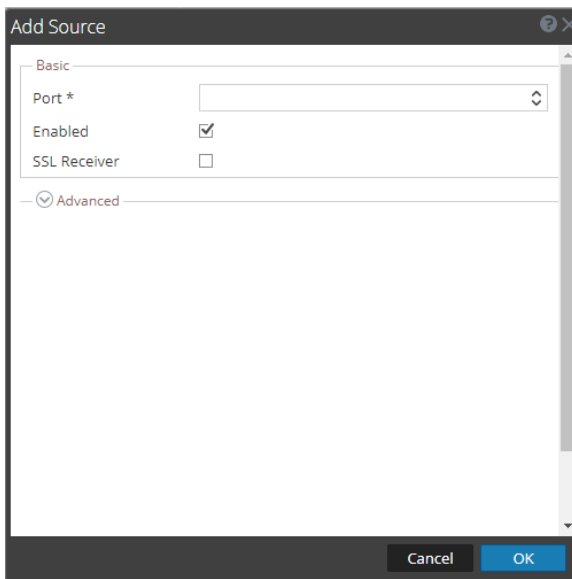 Add Source
Basic
Port *
Enabled
SSL Receiver
Advanced
Cancel OK